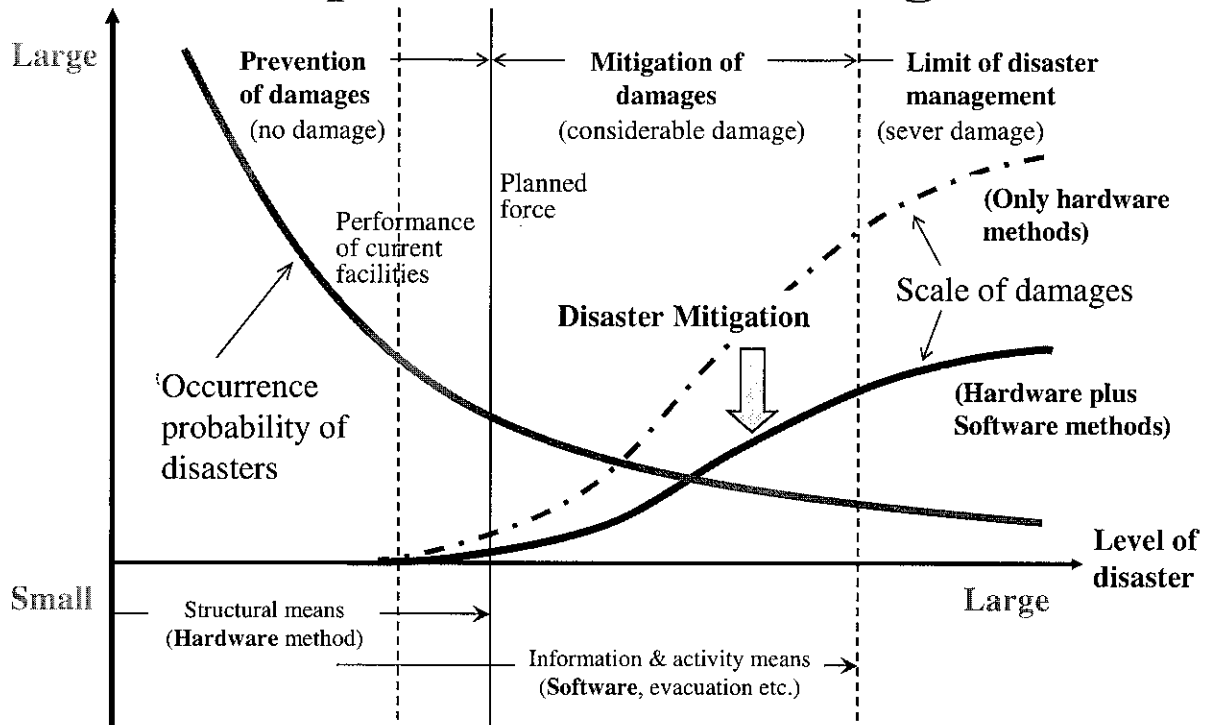 Large
Prevention
of damages
(no damage)
Mitigation of
damages
(considerable damage)
Limit of disaster
management
(sever damage)
Planned
force
Performance
of current
facilities
(Only hardware
methods)
Scale of damages
Disaster Mitigation
Occurrence
probability of
disasters
(Hardware plus
Software methods)
Level of
disaster
Small
Large
Structural means
(Hardware method)
Information & activity means
(Software, evacuation etc.)